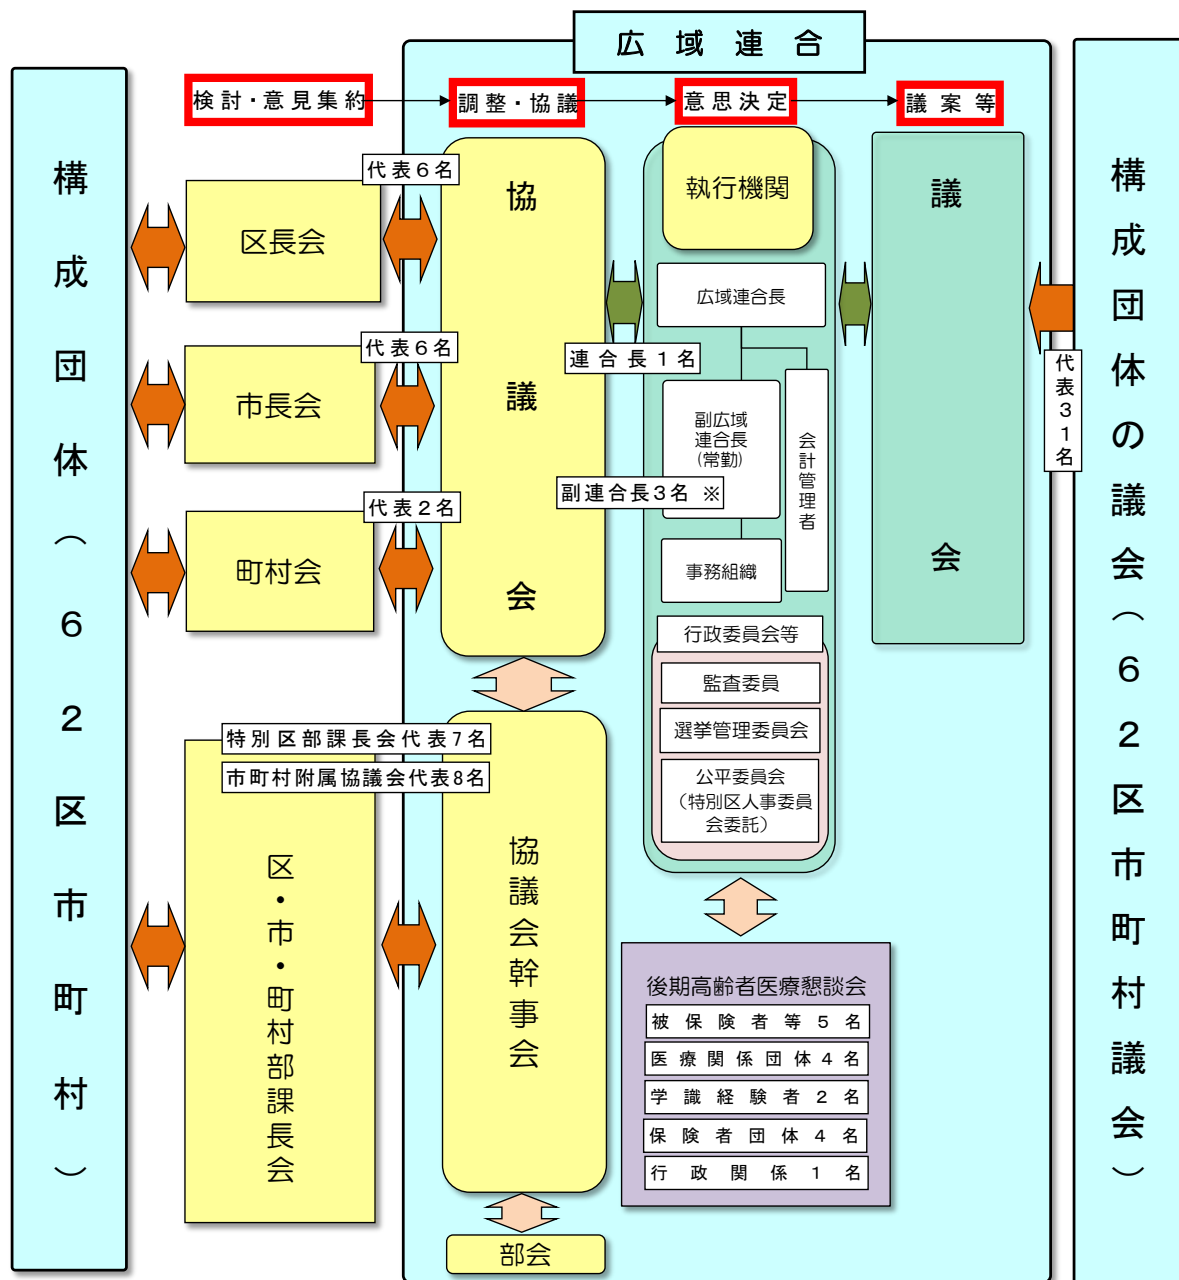 広域連合
検討・意見集約
調整・協議
意思決定
議案等
構成団体（６２区市町村）
区長会
代表６名
市長会
代表６名
町村会
代表２名
協議会
執行機関
広域連合長
連合長１名
副広域
連合長
(常勤)
副連合長３名 ※
会計管理者
事務組織
行政委員会等
監査委員
選挙管理委員会
公平委員会
（特別区人事委員
会委託）
議会
代表３１名
構成団体の議会（６２区市町村議会）
特別区部課長会代表７名
市町村附属協議会代表８名
区・市・町村部課長会
協議会幹事会
部会
後期高齢者医療懇談会
被保険者等５名
医療関係団体４名
学識経験者２名
保険者団体４名
行政関係１名